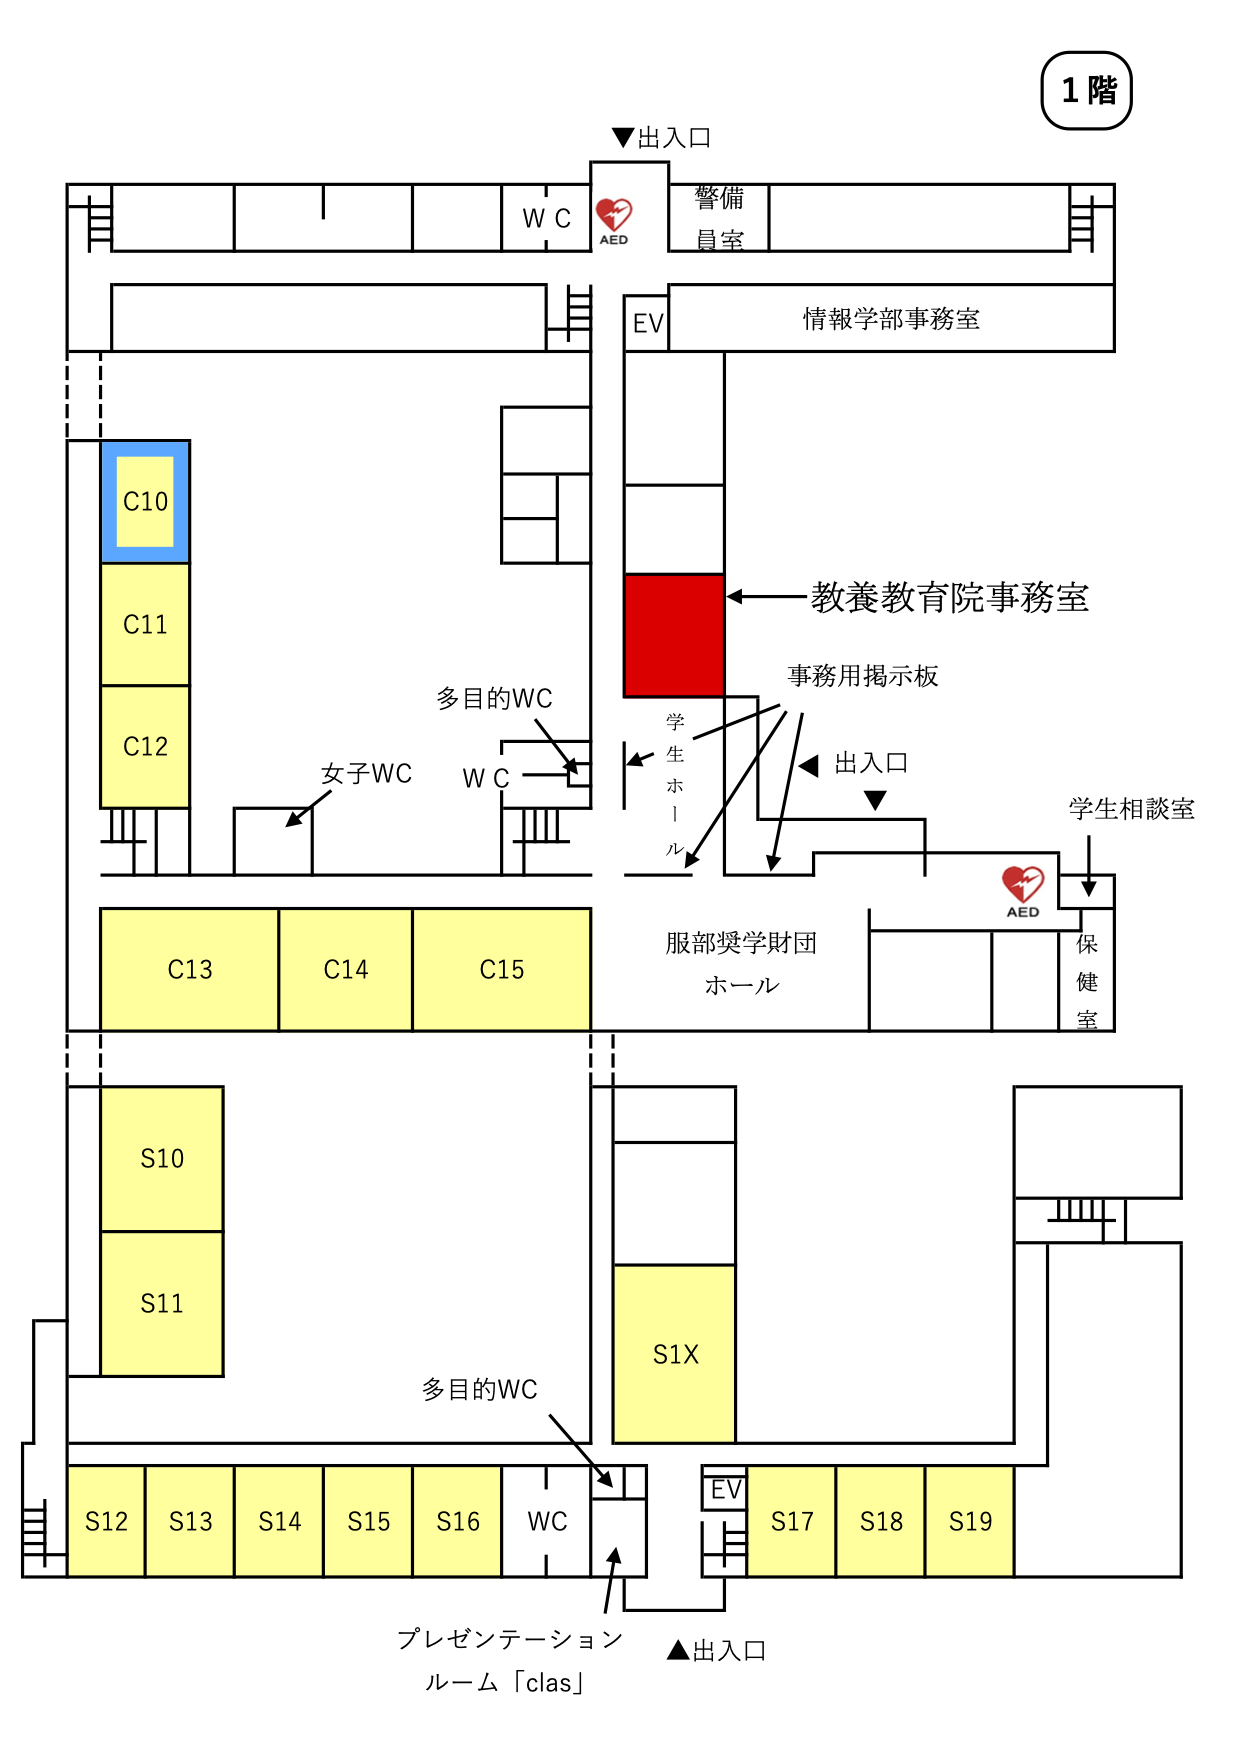 1階
▼出入口
WC
AED
警備
員室
EV
情報学部事務室
C10
C11
教養教育院事務室
事務用掲示板
多目的WC
学生ホール
C12
女子WC
WC
◀ 出入口
▼
学生相談室
AED
C13
C14
C15
服部奨学財団
ホール
保健室
S10
S11
S1X
多目的WC
S12
S13
S14
S15
S16
WC
EV
S17
S18
S19
プレゼンテーション
ルーム「clas」
▲出入口